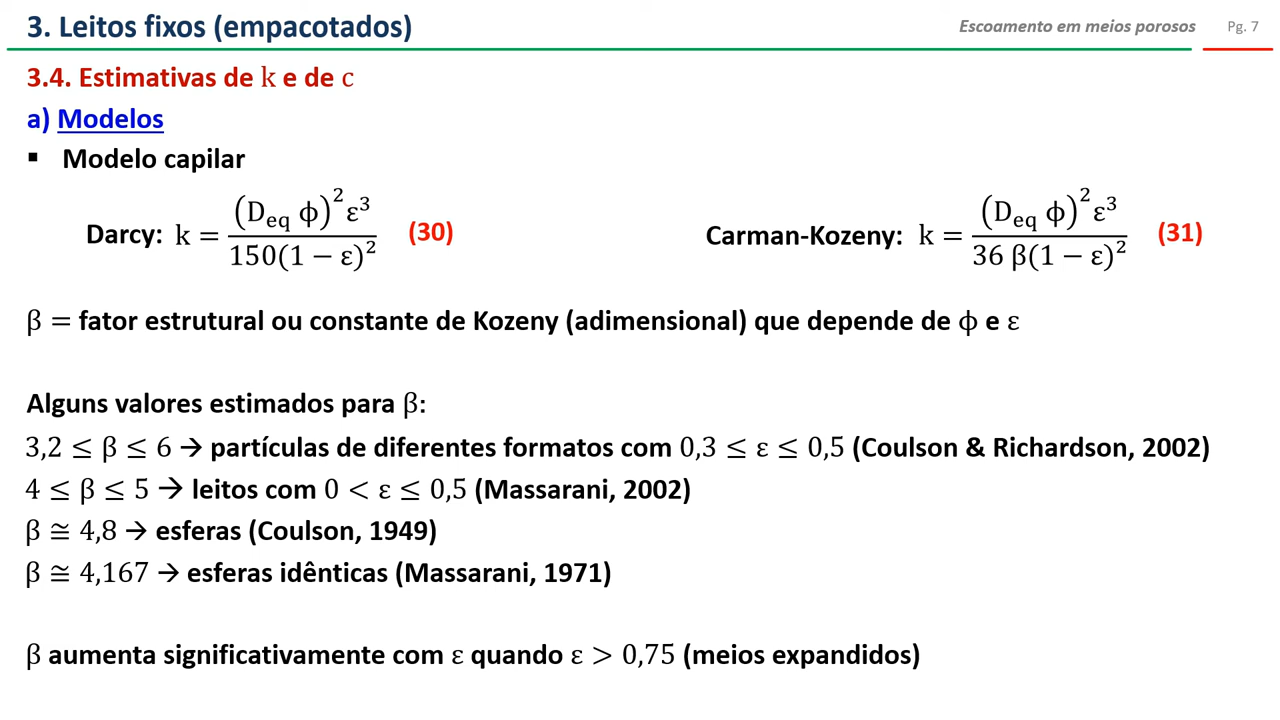 3. Leitos fixos (empacotados)
Escoamento em meios porosos
Pg. 7
3.4. Estimativas de k e de c
a) Modelos
▪ Modelo capilar
Darcy: k = (D_eq ϕ)²ε³ / 150(1 − ε)² (30)
Carman-Kozeny: k = (D_eq ϕ)²ε³ / 36 β(1 − ε)² (31)
β = fator estrutural ou constante de Kozeny (adimensional) que depende de ϕ e ε
Alguns valores estimados para β:
3,2 ≤ β ≤ 6 → partículas de diferentes formatos com 0,3 ≤ ε ≤ 0,5 (Coulson & Richardson, 2002)
4 ≤ β ≤ 5 → leitos com 0 < ε ≤ 0,5 (Massarani, 2002)
β ≅ 4,8 → esferas (Coulson, 1949)
β ≅ 4,167 → esferas idênticas (Massarani, 1971)
β aumenta significativamente com ε quando ε > 0,75 (meios expandidos)